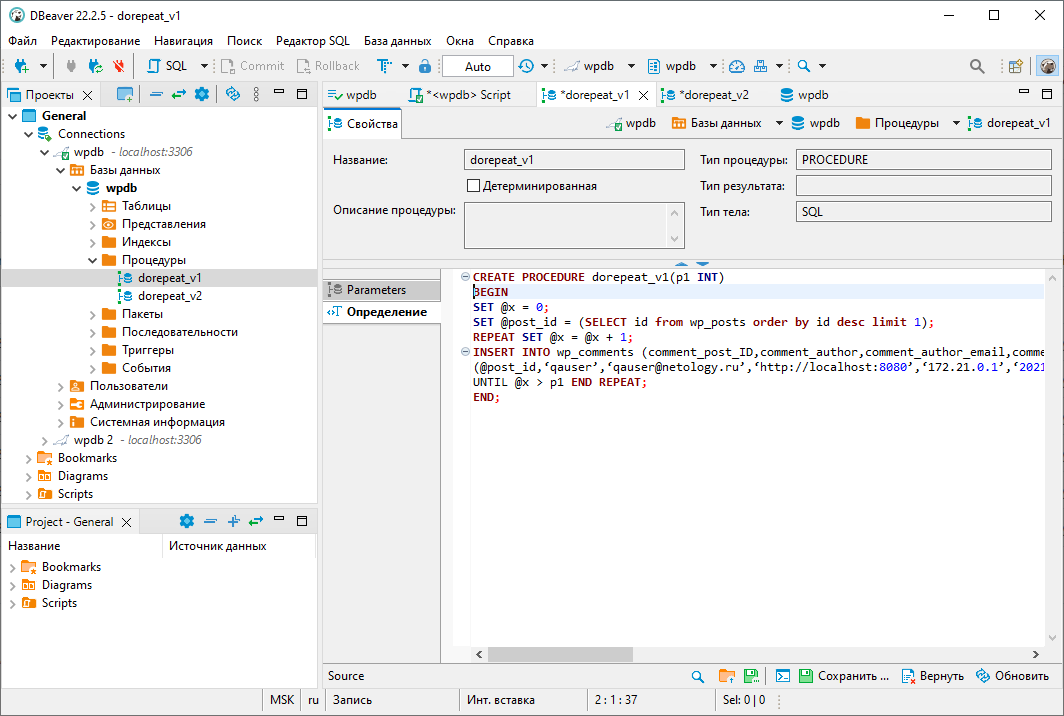 DBeaver 22.2.5 - dorepeat_v1
Файл Редактирование Навигация Поиск Редактор SQL База данных Окна Справка
SQL Commit Rollback Auto wpdb wpdb
Проекты
General
Connections
wpdb - localhost:3306
Базы данных
wpdb
Таблицы
Представления
Индексы
Процедуры
dorepeat_v1
dorepeat_v2
Пакеты
Последовательности
Триггеры
События
Пользователи
Администрирование
Системная информация
wpdb 2 - localhost:3306
Bookmarks
Diagrams
Scripts
Project - General
Название Источник данных
Bookmarks
Diagrams
Scripts
wpdb *<wpdb> Script *dorepeat_v1 *dorepeat_v2 wpdb
Свойства wpdb Базы данных wpdb Процедуры dorepeat_v1
Название: dorepeat_v1 Тип процедуры: PROCEDURE
Детерминированная Тип результата:
Описание процедуры: Тип тела: SQL
Parameters
Определение
CREATE PROCEDURE dorepeat_v1(p1 INT)
BEGIN
SET @x = 0;
SET @post_id = (SELECT id from wp_posts order by id desc limit 1);
REPEAT SET @x = @x + 1;
INSERT INTO wp_comments (comment_post_ID,comment_author,comment_author_email,comme
(@post_id,‘qauser’,‘qauser@netology.ru’,‘http://localhost:8080’,‘172.21.0.1’,‘2021
UNTIL @x > p1 END REPEAT;
END;
Source Сохранить ... Вернуть Обновить
MSK ru Запись Инт. вставка 2 : 1 : 37 Sel: 0 | 0